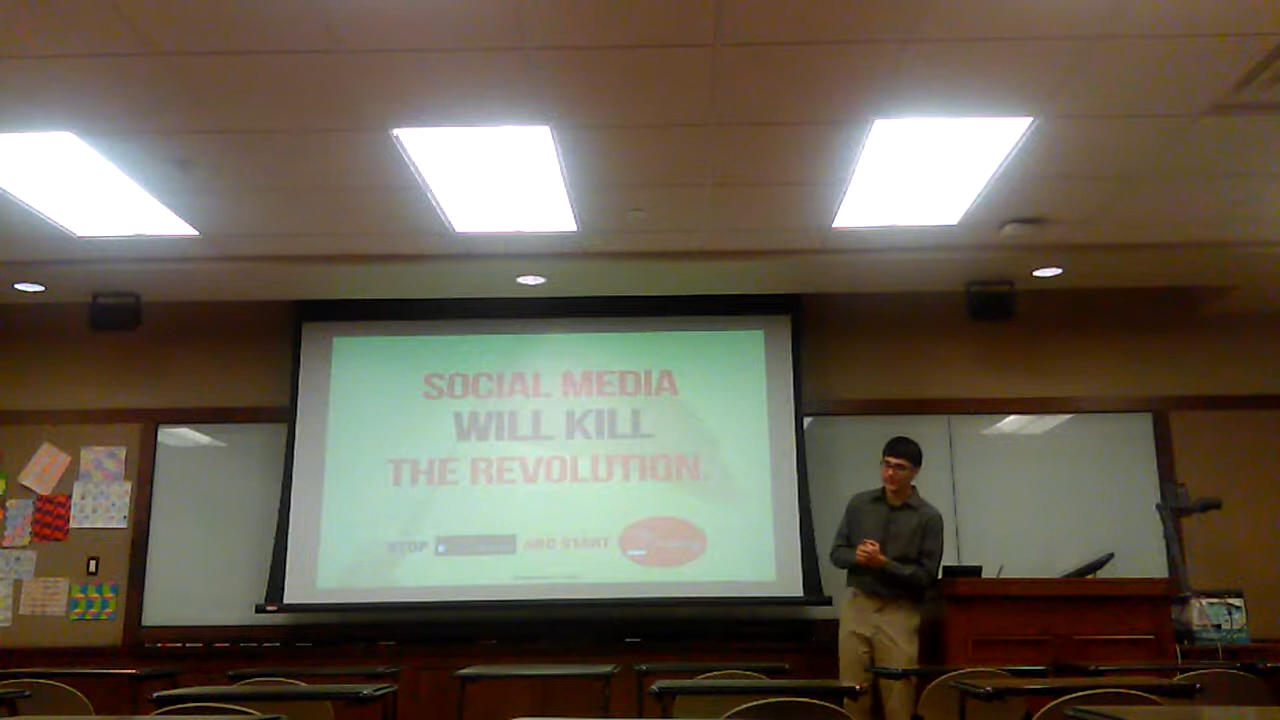 SOCIAL MEDIA
WILL KILL
THE REVOLUTION.
STOP AND START